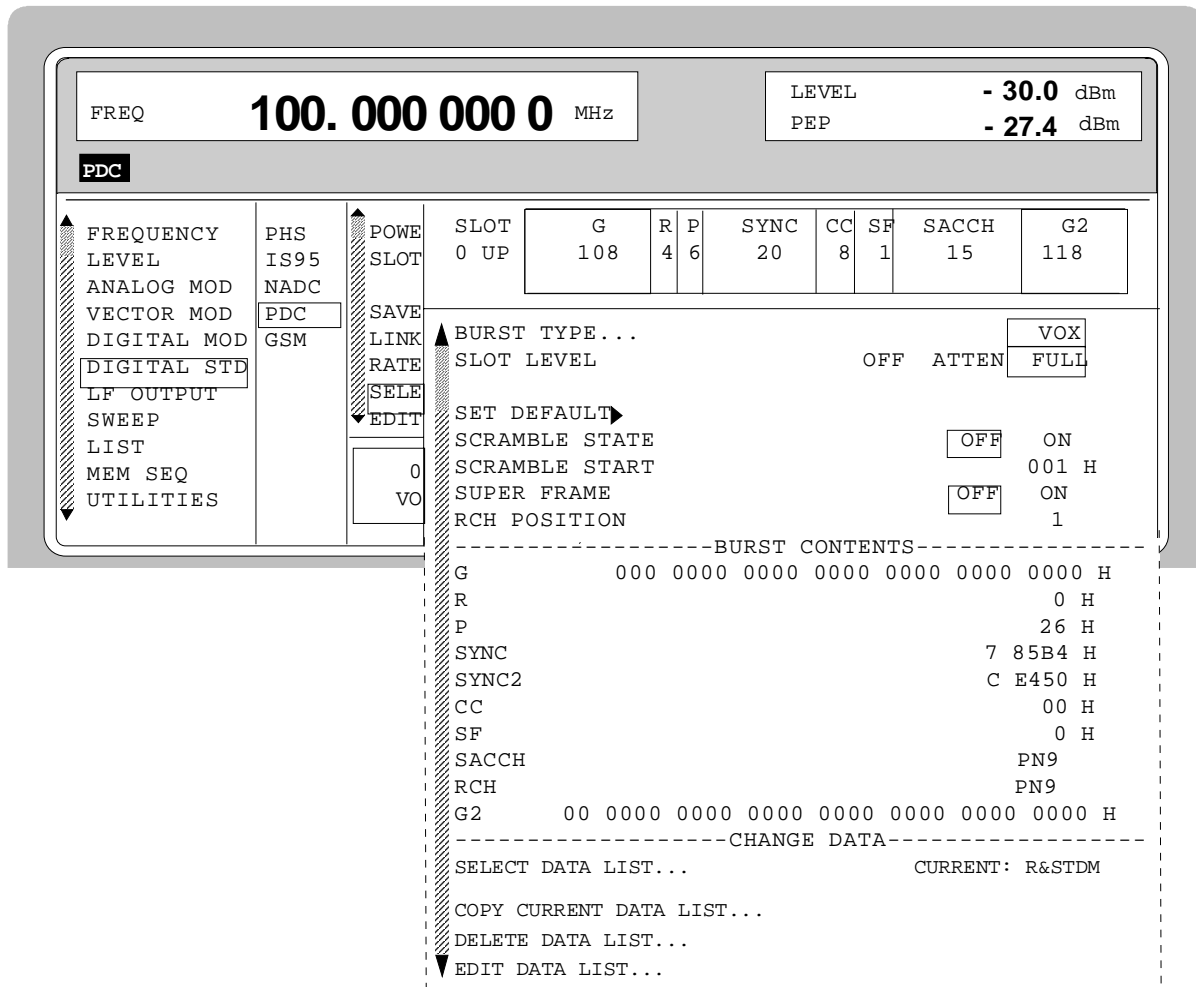 FREQ 100. 000 000 0 MHz
LEVEL - 30.0 dBm
PEP - 27.4 dBm
PDC
FREQUENCY
LEVEL
ANALOG MOD
VECTOR MOD
DIGITAL MOD
DIGITAL STD
LF OUTPUT
SWEEP
LIST
MEM SEQ
UTILITIES
PHS
IS95
NADC
PDC
GSM
POWE
SLOT
SAVE
LINK
RATE
SELE
EDIT
0
VO
SLOT G R P SYNC CC SF SACCH G2
0 UP 108 4 6 20 8 1 15 118
BURST TYPE... VOX
SLOT LEVEL OFF ATTEN FULL
SET DEFAULT
SCRAMBLE STATE OFF ON
SCRAMBLE START 001 H
SUPER FRAME OFF ON
RCH POSITION 1
------------------BURST CONTENTS----------------
G 000 0000 0000 0000 0000 0000 0000 H
R 0 H
P 26 H
SYNC 7 85B4 H
SYNC2 C E450 H
CC 00 H
SF 0 H
SACCH PN9
RCH PN9
G2 00 0000 0000 0000 0000 0000 0000 0000 H
-------------------CHANGE DATA------------------
SELECT DATA LIST... CURRENT: R&STDM
COPY CURRENT DATA LIST...
DELETE DATA LIST...
EDIT DATA LIST...